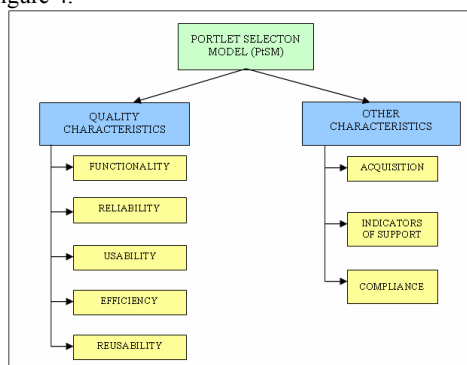 Figure 4.
PORTLET SELECTON
MODEL (PtSM)
QUALITY
CHARACTERISTICS
FUNCTIONALITY
RELIABILITY
USABILITY
EFFICIENCY
REUSABILITY
OTHER
CHARACTERISTICS
ACQUISITION
INDICATORS
OF SUPPORT
COMPLIANCE